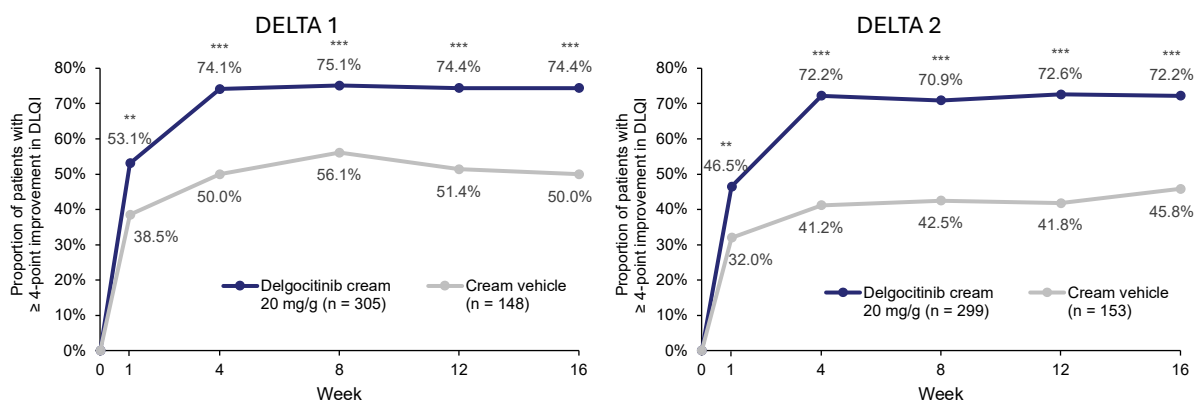 DELTA 1
Proportion of patients with
≥ 4-point improvement in DLQI
80%
70%
60%
50%
40%
30%
20%
10%
0%
**
***
***
***
***
53.1%
74.1%
75.1%
74.4%
74.4%
38.5%
50.0%
56.1%
51.4%
50.0%
Delgocitinib cream
20 mg/g (n = 305)
Cream vehicle
(n = 148)
0 1 4 8 12 16
Week
DELTA 2
Proportion of patients with
≥ 4-point improvement in DLQI
80%
70%
60%
50%
40%
30%
20%
10%
0%
**
***
***
***
***
46.5%
72.2%
70.9%
72.6%
72.2%
32.0%
41.2%
42.5%
41.8%
45.8%
Delgocitinib cream
20 mg/g (n = 299)
Cream vehicle
(n = 153)
0 1 4 8 12 16
Week